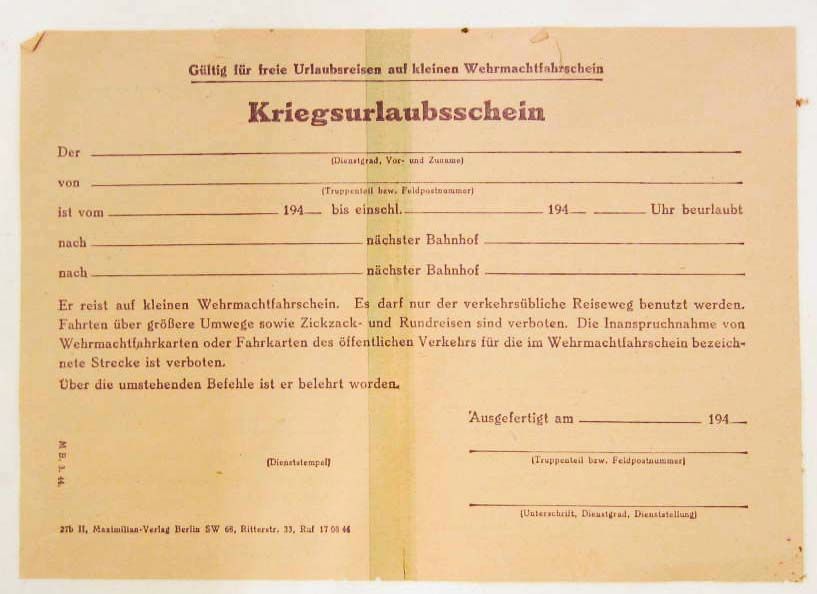 Gültig für freie Urlaubsreisen auf kleinen Wehrmachtfahrschein
Kriegsurlaubsschein
Der
(Dienstgrad, Vor- und Zuname)
von
(Truppenteil bzw. Feldpostnummer)
ist vom 194 bis einschl. 194 Uhr beurlaubt
nach nächster Bahnhof
nach nächster Bahnhof
Er reist auf kleinen Wehrmachtfahrschein. Es darf nur der verkehrsübliche Reiseweg benutzt werden.
Fahrten über größere Umwege sowie Zickzack- und Rundreisen sind verboten. Die Inanspruchnahme von
Wehrmachtfahrkarten oder Fahrkarten des öffentlichen Verkehrs für die im Wehrmachtfahrschein bezeich-
nete Strecke ist verboten.
Über die umstehenden Befehle ist er belehrt worden.
Ausgefertigt am 194
(Dienststempel)
(Truppenteil bzw. Feldpostnummer)
(Unterschrift, Dienstgrad, Dienststellung)
M B. 3. 44.
27b II, Maximilian-Verlag Berlin SW 68, Ritterstr. 33, Ruf 17 00 46